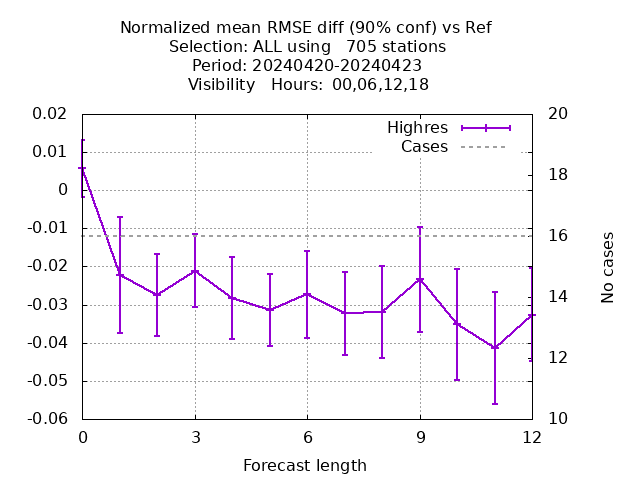 Normalized mean RMSE diff (90% conf) vs Ref
Selection: ALL using   705 stations
Period: 20240420-20240423
Visibility   Hours: 00,06,12,18
Highres
Cases
0.02
0.01
0
-0.01
-0.02
-0.03
-0.04
-0.05
-0.06
20
18
16
14
12
10
No cases
0 3 6 9 12
Forecast length